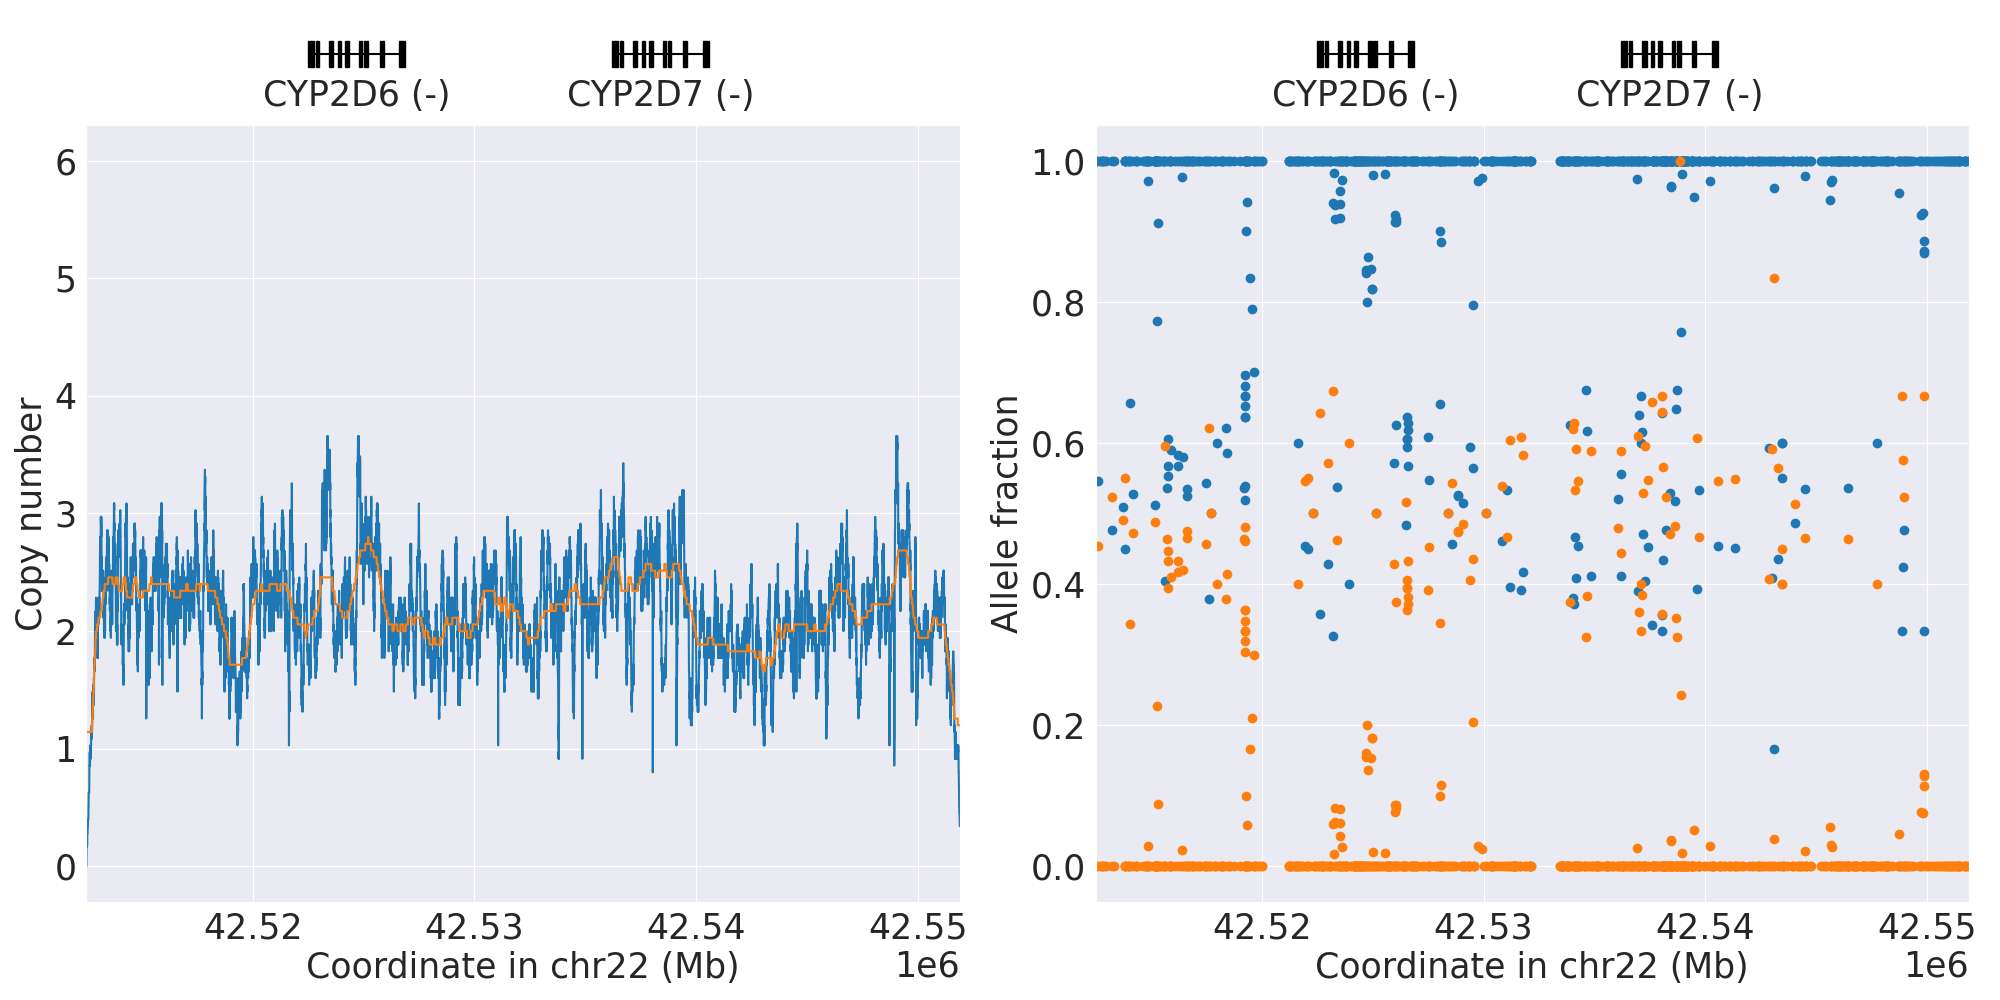 CYP2D6 (-) CYP2D7 (-)
6
5
4
3
2
1
0
Copy number
42.52 42.53 42.54 42.55
Coordinate in chr22 (Mb)
1e6
CYP2D6 (-) CYP2D7 (-)
1.0
0.8
0.6
0.4
0.2
0.0
Allele fraction
42.52 42.53 42.54 42.55
Coordinate in chr22 (Mb)
1e6